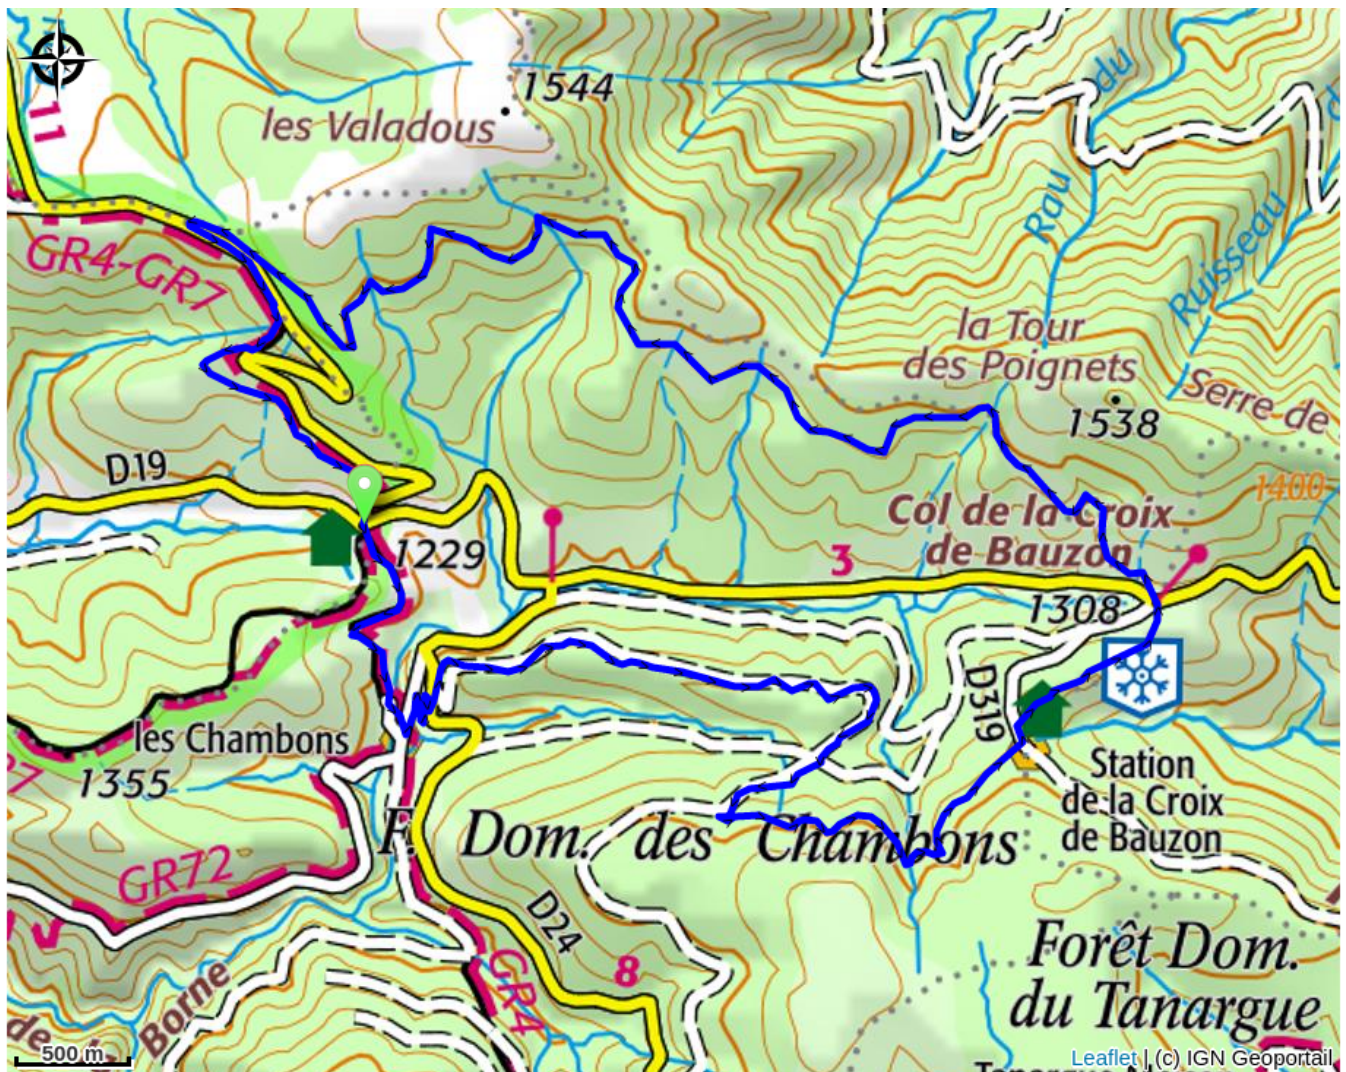 11
1544
les Valadous
du
Rau
Ruisseau
GR4-GR7
la Tour
des Poignets
1538
Serre de
D19
1400
Col de la Croix
de Bauzon
1229
3
1308
D319
les Chambons
1355
Station
de la Croix
de Bauzon
F. Dom. des Chambons
GR72
D24
8
GR4
Forêt Dom.
du Tanargue
Borne
500 m
Leaflet | (c) IGN Geoportail